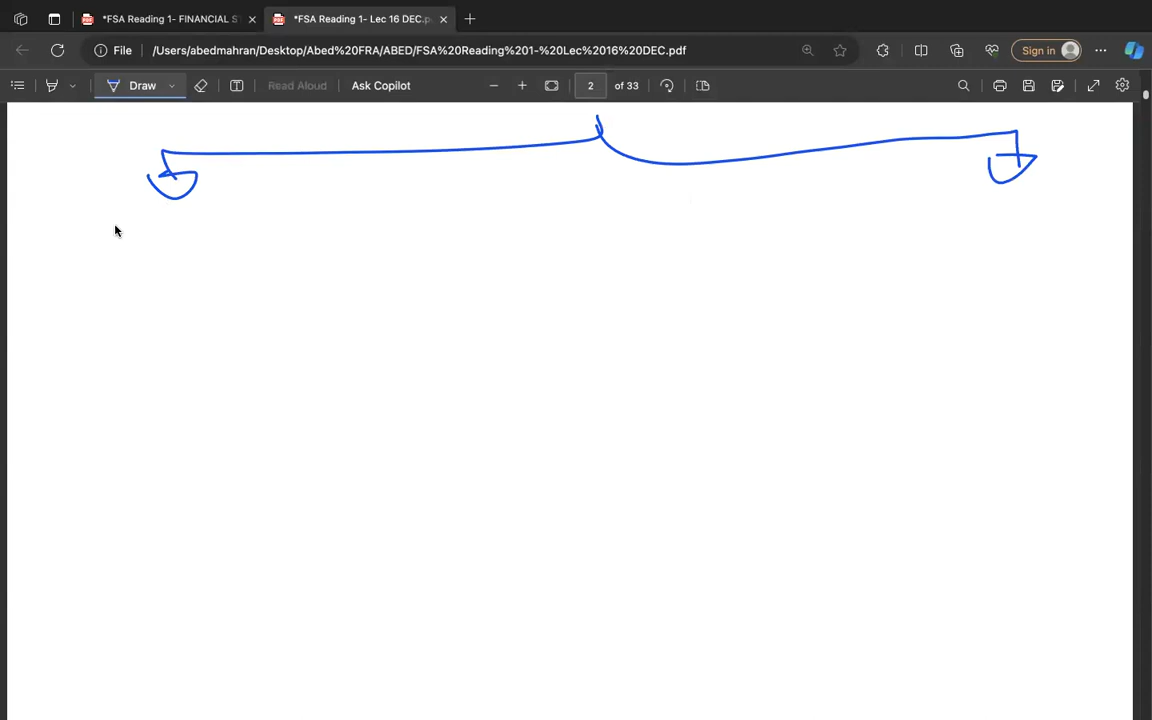 *FSA Reading 1- FINANCIAL S
*FSA Reading 1- Lec 16 DEC.p
File
/Users/abedmahran/Desktop/Abed%20FRA/ABED/FSA%20Reading%201-%20Lec%2016%20DEC.pdf
Sign in
Draw
Read Aloud
Ask Copilot
2 of 33